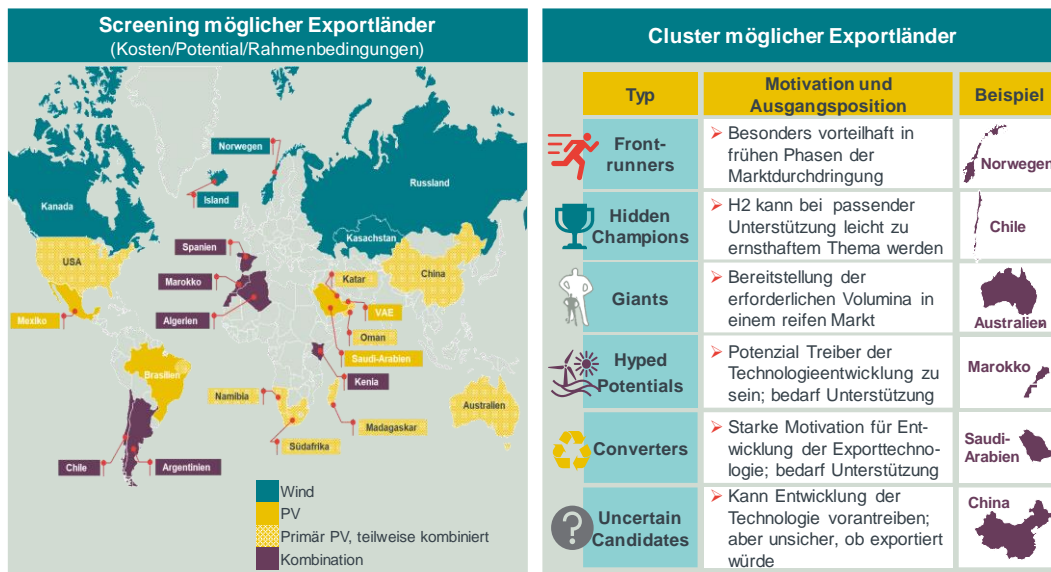 Screening möglicher Exportländer
(Kosten/Potential/Rahmenbedingungen)
Norwegen
Island
Russland
Kanada
Kasachstan
Spanien
USA
China
Marokko
Katar
Algerien
VAE
Mexiko
Oman
Saudi-Arabien
Kenia
Brasilien
Namibia
Australien
Madagaskar
Südafrika
Chile
Argentinien
Wind
PV
Primär PV, teilweise kombiniert
Kombination
Cluster möglicher Exportländer
Typ
Motivation und
Ausgangsposition
Beispiel
Front-
runners
➢ Besonders vorteilhaft in
frühen Phasen der
Marktdurchdringung
Norwegen
Hidden
Champions
➢ H2 kann bei passender
Unterstützung leicht zu
ernsthaftem Thema werden
Chile
Giants
➢ Bereitstellung der
erforderlichen Volumina in
einem reifen Markt
Australien
Hyped
Potentials
➢ Potenzial Treiber der
Technologieentwicklung zu
sein; bedarf Unterstützung
Marokko
Converters
➢ Starke Motivation für Ent-
wicklung der Exporttechno-
logie; bedarf Unterstützung
Saudi-
Arabien
Uncertain
Candidates
➢ Kann Entwicklung der
Technologie vorantreiben;
aber unsicher, ob exportiert
würde
China